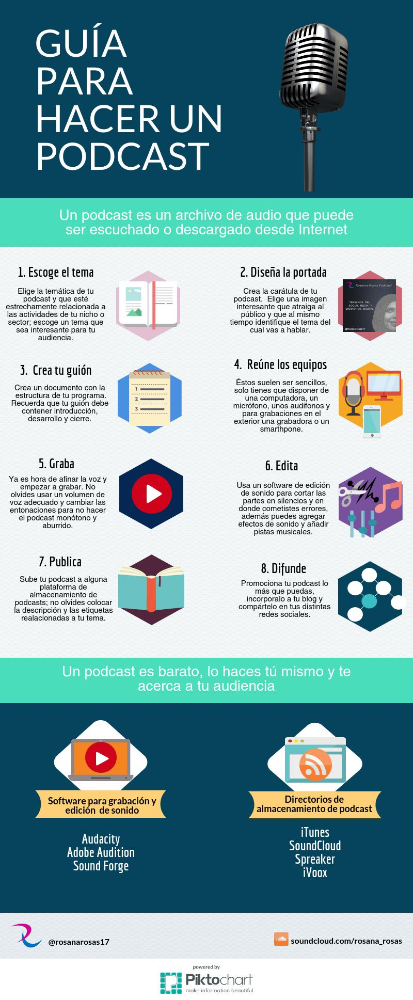 GUÍA
PARA
HACER UN
PODCAST
Un podcast es un archivo de audio que puede
ser escuchado o descargado desde Internet
1. Escoge el tema
Elige la temática de tu
podcast y que esté
estrechamente relacionada a
las actividades de tu nicho o
sector; escoge un tema que
sea interesante para tu
audiencia.
2. Diseña la portada
Crea la carátula de tu
podcast. Elige una imagen
interesante que atraiga al
público y que al mismo
tiempo identifique el tema del
cual vas a hablar.
Rosana Rosas Podcast
TERMINOS DEL
SOCIAL MEDIA Y
MARKETING DIGITAL
@RosanaRosas17
3. Crea tu guión
Crea un documento con la
estructura de tu programa.
Recuerda que tu guión debe
contener introducción,
desarrollo y cierre.
1
2
3
4. Reúne los equipos
Éstos suelen ser sencillos,
solo tienes que disponer de
una computadora, un
micrófono, unos audifonos y
para grabaciones en el
exterior una grabadora o un
smarthpone.
5. Graba
Ya es hora de afinar la voz y
empezar a grabar. No
olvides usar un volumen de
voz adecuado y cambiar las
entonaciones para no hacer
el podcast monótono y
aburrido.
6. Edita
Usa un software de edición
de sonido para cortar las
partes en silencios y en
donde cometistes errores,
además puedes agregar
efectos de sonido y añadir
pistas musicales.
7. Publica
Sube tu podcast a alguna
plataforma de
almacenamiento de
podcasts; no olvides colocar
la descripción y las etiquetas
realacionadas a tu tema.
8. Difunde
Promociona tu podcast lo
más que puedas,
incorporalo a tu blog y
compártelo en tus distintas
redes sociales.
Un podcast es barato, lo haces tú mismo y te
acerca a tu audiencia
Software para grabación y
edición de sonido
Audacity
Adobe Audition
Sound Forge
Directorios de
almacenamiento de podcast
iTunes
SoundCloud
Spreaker
iVoox
@rosanarosas17
soundcloud.com/rosana_rosas
powered by
Piktochart
make information beautiful